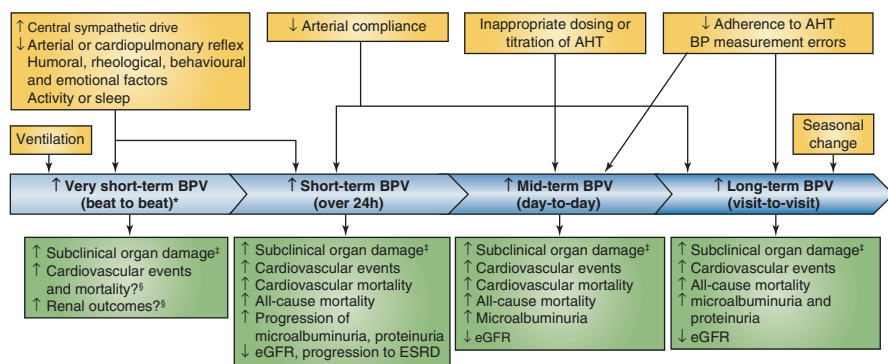 ↑ Central sympathetic drive
↓ Arterial or cardiopulmonary reflex
Humoral, rheological, behavioural
and emotional factors
Activity or sleep
↓ Arterial compliance
Inappropriate dosing or
titration of AHT
↓ Adherence to AHT
BP measurement errors
Ventilation
Seasonal
change
↑ Very short-term BPV
(beat to beat)*
↑ Short-term BPV
(over 24h)
↑ Mid-term BPV
(day-to-day)
↑ Long-term BPV
(visit-to-visit)
↑ Subclinical organ damage‡
↑ Cardiovascular events
and mortality?§
↑ Renal outcomes?§
↑ Subclinical organ damage‡
↑ Cardiovascular events
↑ Cardiovascular mortality
↑ All-cause mortality
↑ Progression of
microalbuminuria, proteinuria
↓ eGFR, progression to ESRD
↑ Subclinical organ damage‡
↑ Cardiovascular events
↑ Cardiovascular mortality
↑ All-cause mortality
↑ Microalbuminuria
↓ eGFR
↑ Subclinical organ damage‡
↑ Cardiovascular events
↑ All-cause mortality
↑ microalbuminuria and
proteinuria
↓ eGFR